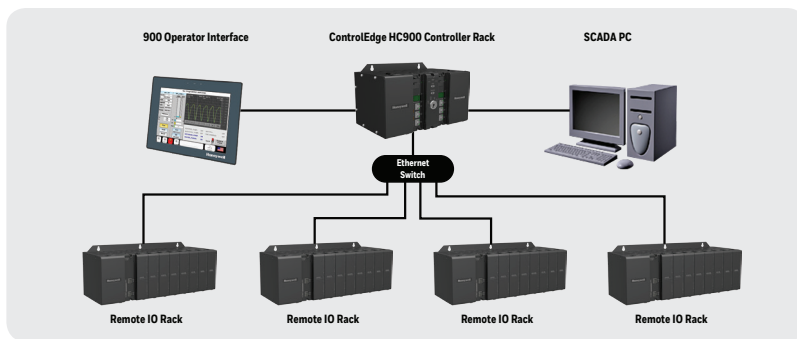 900 Operator Interface
ControlEdge HC900 Controller Rack
SCADA PC
Honeywell
Ethernet
Switch
Remote IO Rack
Remote IO Rack
Remote IO Rack
Remote IO Rack